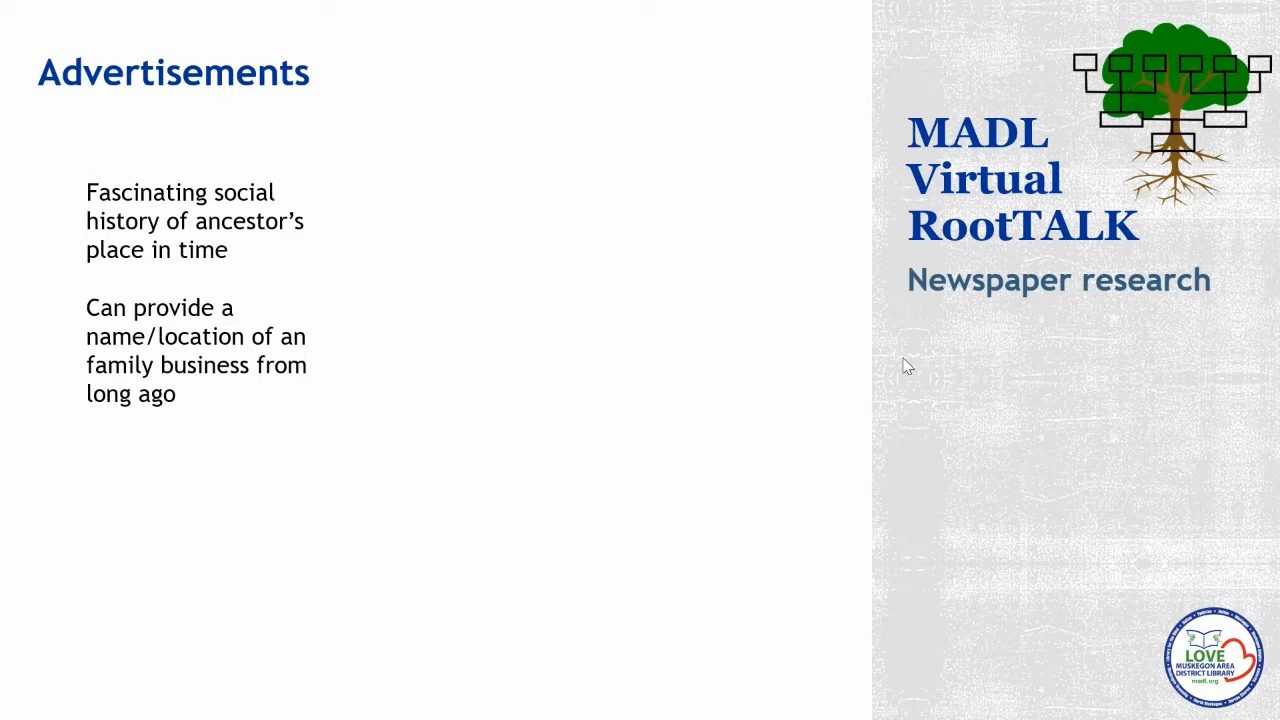 Advertisements
Fascinating social
history of ancestor's
place in time
Can provide a
name/location of an
family business from
long ago
MADL
Virtual
RootTALK
Newspaper research
LOVE
MUSKEGON AREA
DISTRICT LIBRARY
madl.org